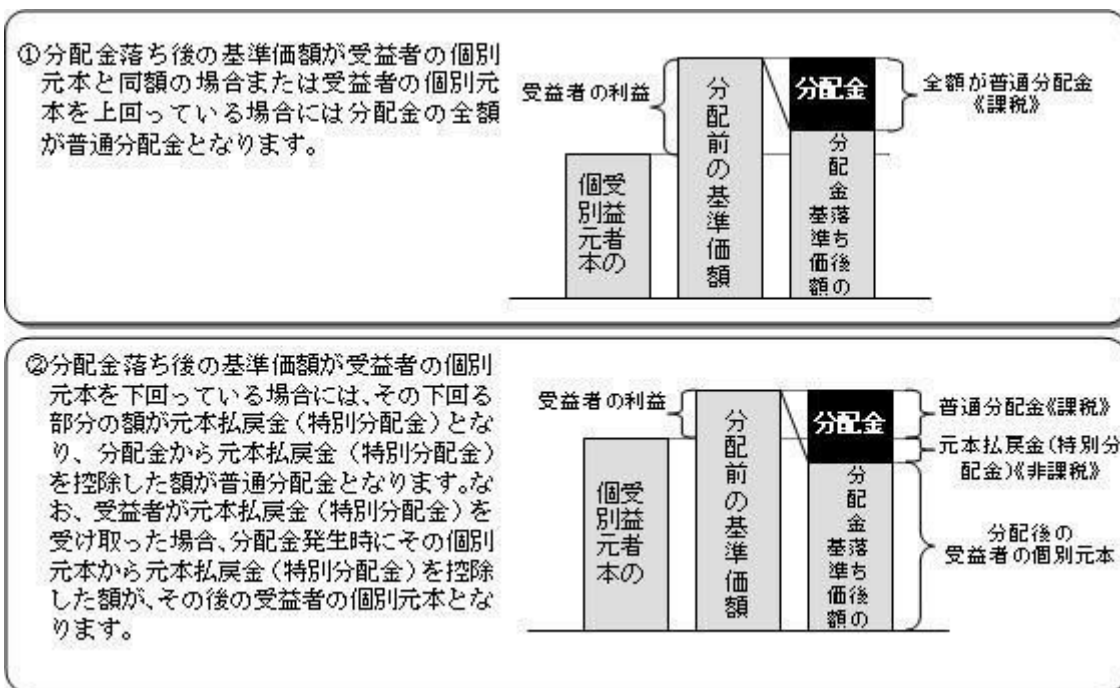 ①分配金落ち後の基準価額が受益者の個別
元本と同額の場合または受益者の個別元
本を上回っている場合には分配金の全額
が普通分配金となります。
受益者の利益
受益者の
個別元本
分配前の基準価額
分配金
分配金落ち後の
基準価額
全額が普通分配金
《課税》
②分配金落ち後の基準価額が受益者の個別
元本を下回っている場合には、その下回る
部分の額が元本払戻金(特別分配金)とな
り、分配金から元本払戻金(特別分配金)
を控除した額が普通分配金となります。な
お、受益者が元本払戻金(特別分配金)を
受け取った場合、分配金発生時にその個別
元本から元本払戻金(特別分配金)を控除
した額が、その後の受益者の個別元本とな
ります。
受益者の利益
受益者の
個別元本
分配前の基準価額
分配金
分配金落ち後の
基準価額
普通分配金《課税》
元本払戻金(特別分
配金)《非課税》
分配後の
受益者の個別元本